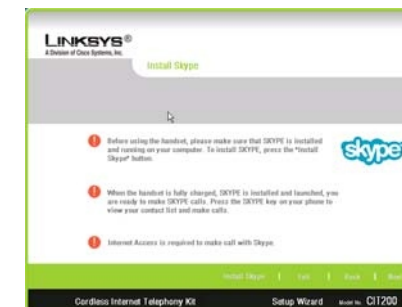 LINKSYS®
A Division of Cisco Systems, Inc.
Install Skype
Before using the handset, please make sure that SKYPE is installed
and running on your computer. To install SKYPE, press the "Install
Skype" button.
skype
When the handset is fully charged, SKYPE is installed and launched, you
are ready to make SKYPE calls. Press the SKYPE key on your phone to
view your contact list and make calls.
Internet Access is required to make call with Skype.
Install Skype | Exit | Back | Next
Cordless Internet Telephony Kit Setup Wizard Model No. CIT200